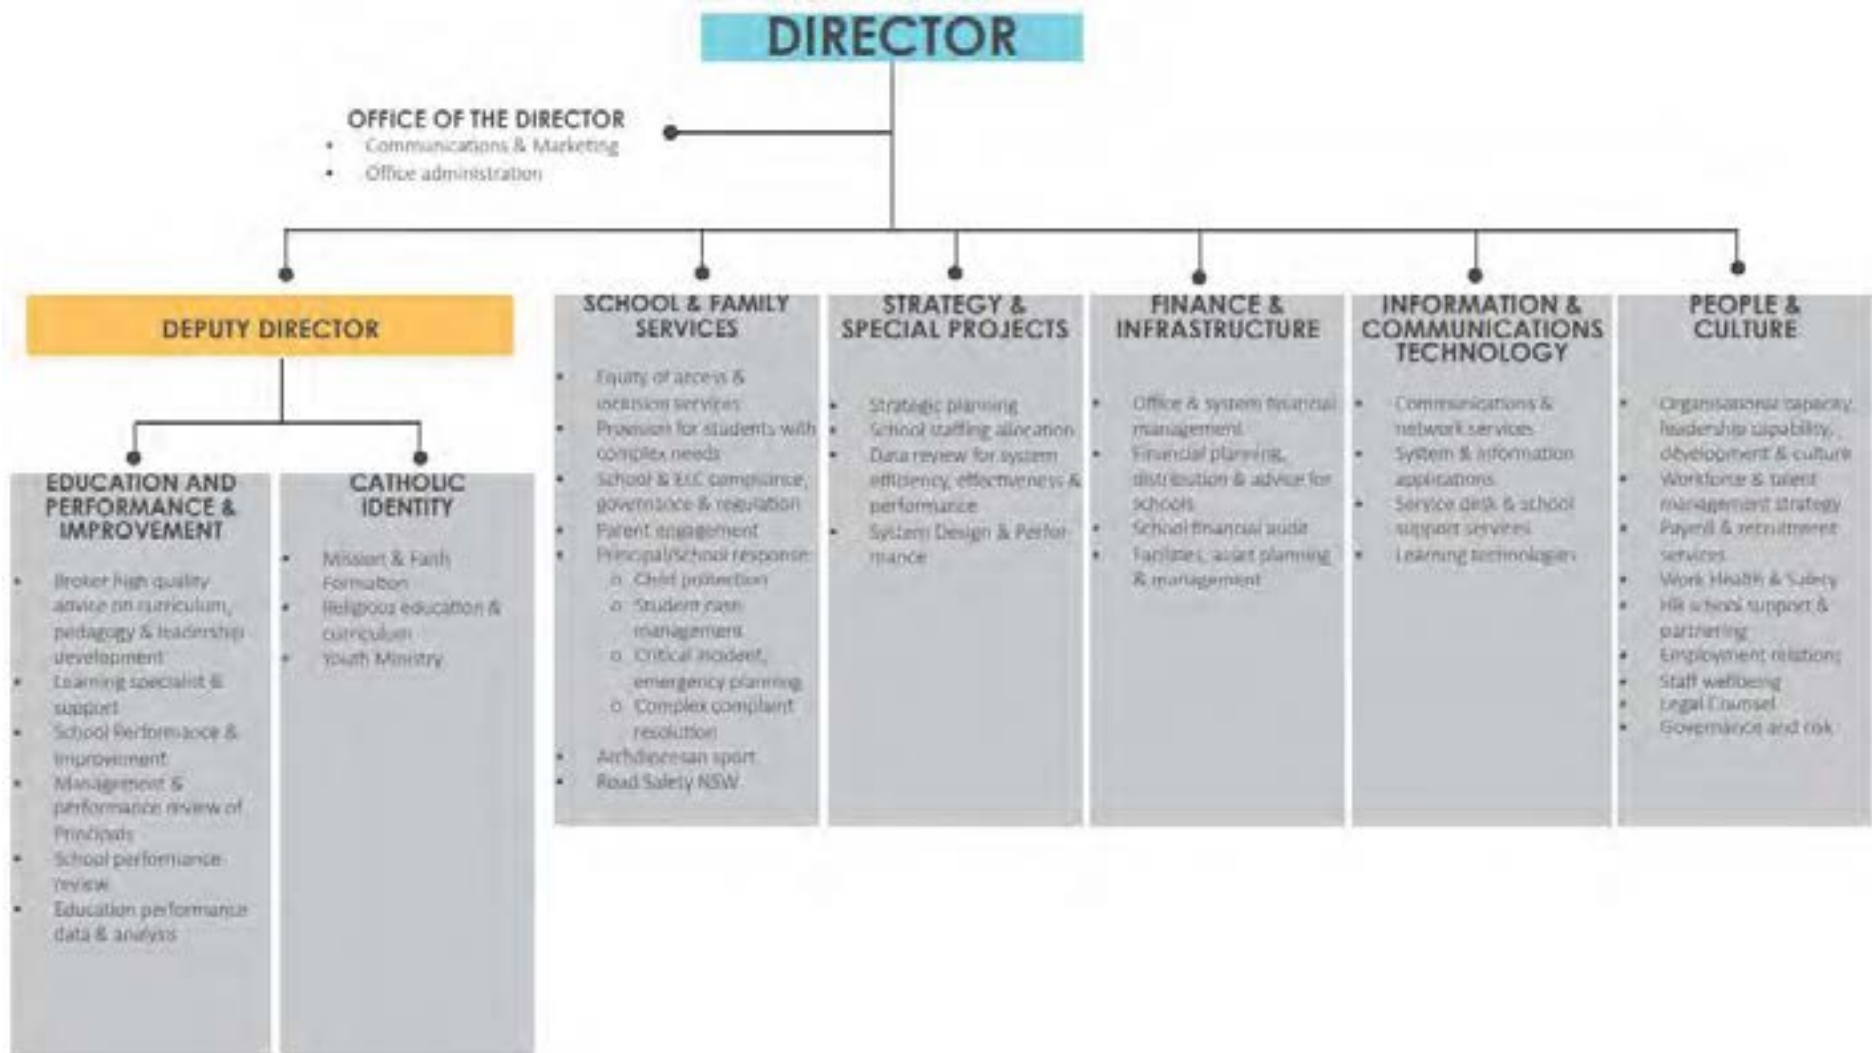 DIRECTOR
OFFICE OF THE DIRECTOR
• Communications & Marketing
• Office administration
DEPUTY DIRECTOR
EDUCATION AND
PERFORMANCE &
IMPROVEMENT
• Broker high quality
advice on curriculum,
pedagogy & leadership
development
• Learning specialist &
support
• School Performance &
Improvement
• Management &
performance review of
Principals
• School performance
review
• Education performance
data & analysis
CATHOLIC
IDENTITY
• Mission & Faith
Formation
• Religious education &
curriculum
• Youth Ministry
SCHOOL & FAMILY
SERVICES
• Equity of access &
inclusion services
• Provision for students with
complex needs
• School & ELC compliance,
governance & regulation
• Parent engagement
• Principal/School response:
o Child protection
o Student case
management
o Critical incident,
emergency planning
o Complex complaint
resolution
• Archdiocesan sport
• Road Safety NSW
STRATEGY &
SPECIAL PROJECTS
• Strategic planning
• School staffing allocation
• Data review for system
efficiency, effectiveness &
performance
• System Design & Perfor-
mance
FINANCE &
INFRASTRUCTURE
• Office & system financial
management
• Financial planning,
distribution & advice for
schools
• School financial audit
• Facilities, asset planning
& management
INFORMATION &
COMMUNICATIONS
TECHNOLOGY
• Communications &
network services
• System & information
applications
• Service desk & school
support services
• Learning technologies
PEOPLE &
CULTURE
• Organisational capacity,
leadership capability,
development & culture
• Workforce & talent
management strategy
• Payroll & recruitment
services
• Work Health & Safety
• HR school support &
partnering
• Employment relations
• Staff wellbeing
• Legal Counsel
• Governance and risk